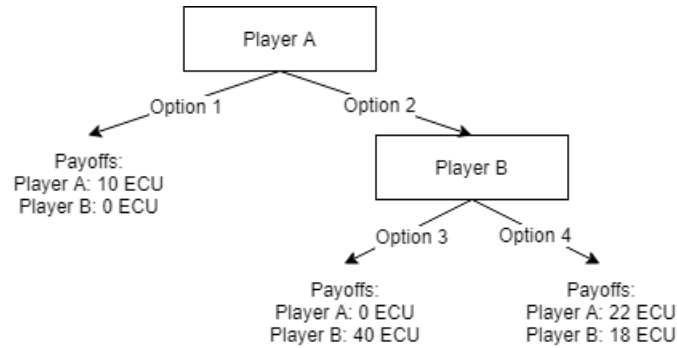 Player A
Option 1
Option 2
Payoffs:
Player A: 10 ECU
Player B: 0 ECU
Player B
Option 3
Option 4
Payoffs:
Player A: 0 ECU
Player B: 40 ECU
Payoffs:
Player A: 22 ECU
Player B: 18 ECU